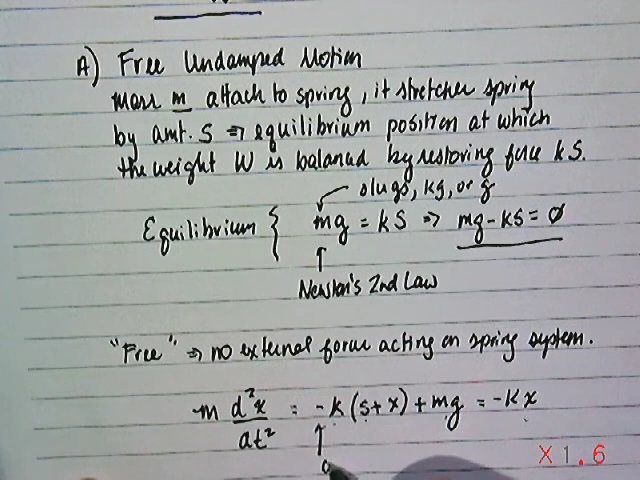 A) Free Undamped Motion
mass m attach to spring, it stretches spring
by amt. s ⇒ equilibrium position at which
the weight W is balanced by restoring force ks.
slugs, kg, or g
Equilibrium { mg = ks ⇒ mg - ks = 0
↑
Newton's 2nd Law
"Free" ⇒ no external forces acting on spring system.
m d²x/dt² = -k(s+x) + mg = -kx
↑
X1.6